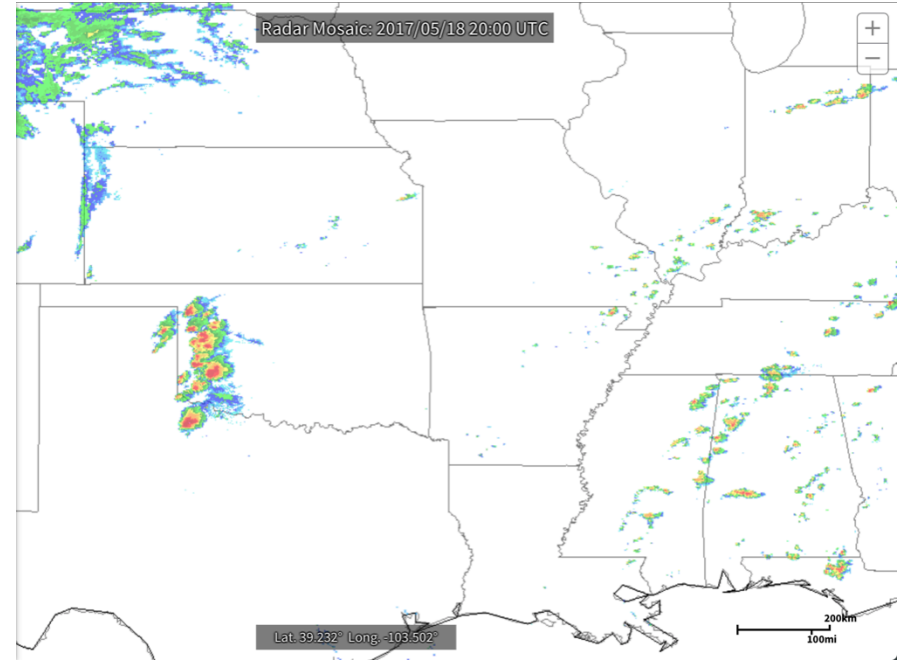 Radar Mosaic: 2017/05/18 20:00 UTC
+
−
Lat. 39.232° Long. -103.502°
200km
100mi